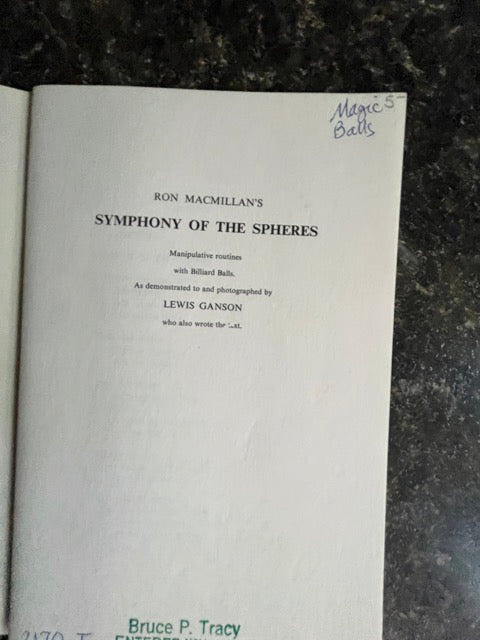 Magic 5-
Balls
RON MACMILLAN'S
SYMPHONY OF THE SPHERES
Manipulative routines
with Billiard Balls.
As demonstrated to and photographed by
LEWIS GANSON
who also wrote the
Bruce P. Tracy
ENTERED